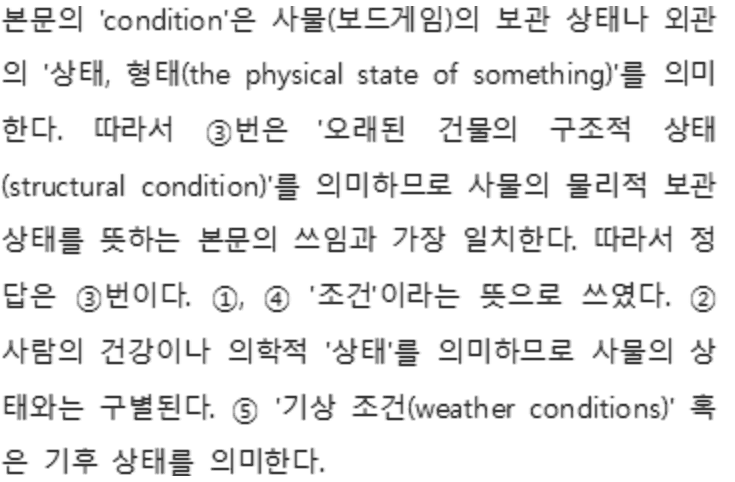 본문의 'condition'은 사물(보드게임)의 보관 상태나 외관
의 '상태, 형태(the physical state of something)'를 의미
한다. 따라서 ③번은 '오래된 건물의 구조적 상태
(structural condition)'를 의미하므로 사물의 물리적 보관
상태를 뜻하는 본문의 쓰임과 가장 일치한다. 따라서 정
답은 ③번이다. ①, ④ '조건'이라는 뜻으로 쓰였다. ②
사람의 건강이나 의학적 '상태'를 의미하므로 사물의 상
태와는 구별된다. ⑤ '기상 조건(weather conditions)' 혹
은 기후 상태를 의미한다.